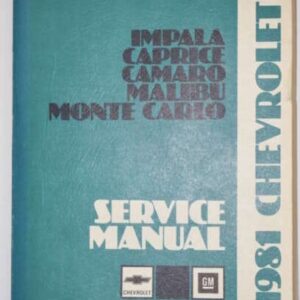 IMPALA
CAPRICE
CAMARO
MALIBU
MONTE CARLO
SERVICE
MANUAL
CHEVROLET
GM
1981 CHEVROLET